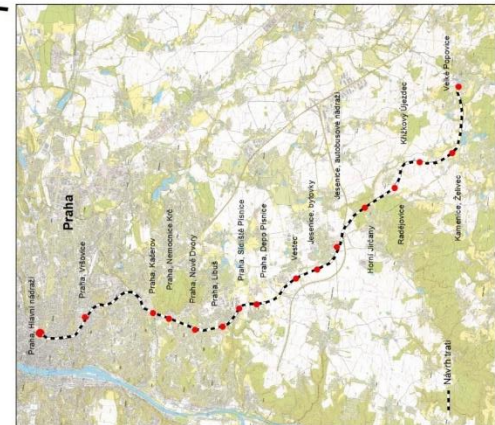 Praha
Praha, Hlavní nádraží
Praha, Vršovice
Praha, Kačerov
Praha, Nemocnice Krč
Praha, Nové Dvory
Praha, Libuš
Praha, Sídliště Písnice
Praha, Depo Písnice
Vestec
Jesenice, bytovky
Jesenice, autobusové nádraží
Horní Jirčany
Radějovice
Křížkový Újezdec
Kamenice, Želivec
Velké Popovice
Návrh trati